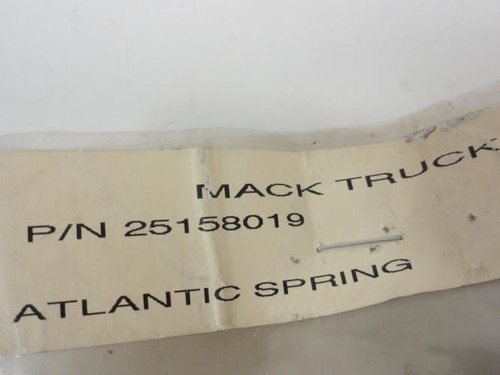 MACK TRUCK
P/N 25158019
ATLANTIC SPRING